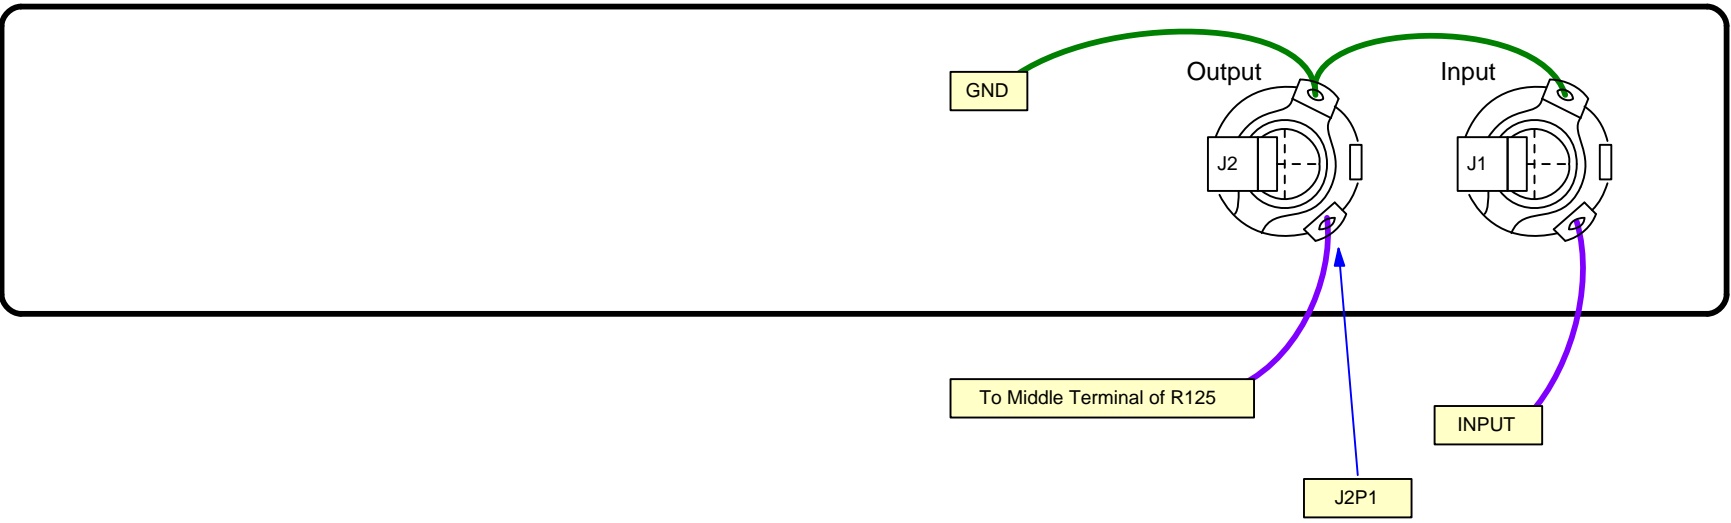 Output
Input
GND
J2
J1
To Middle Terminal of R125
INPUT
J2P1